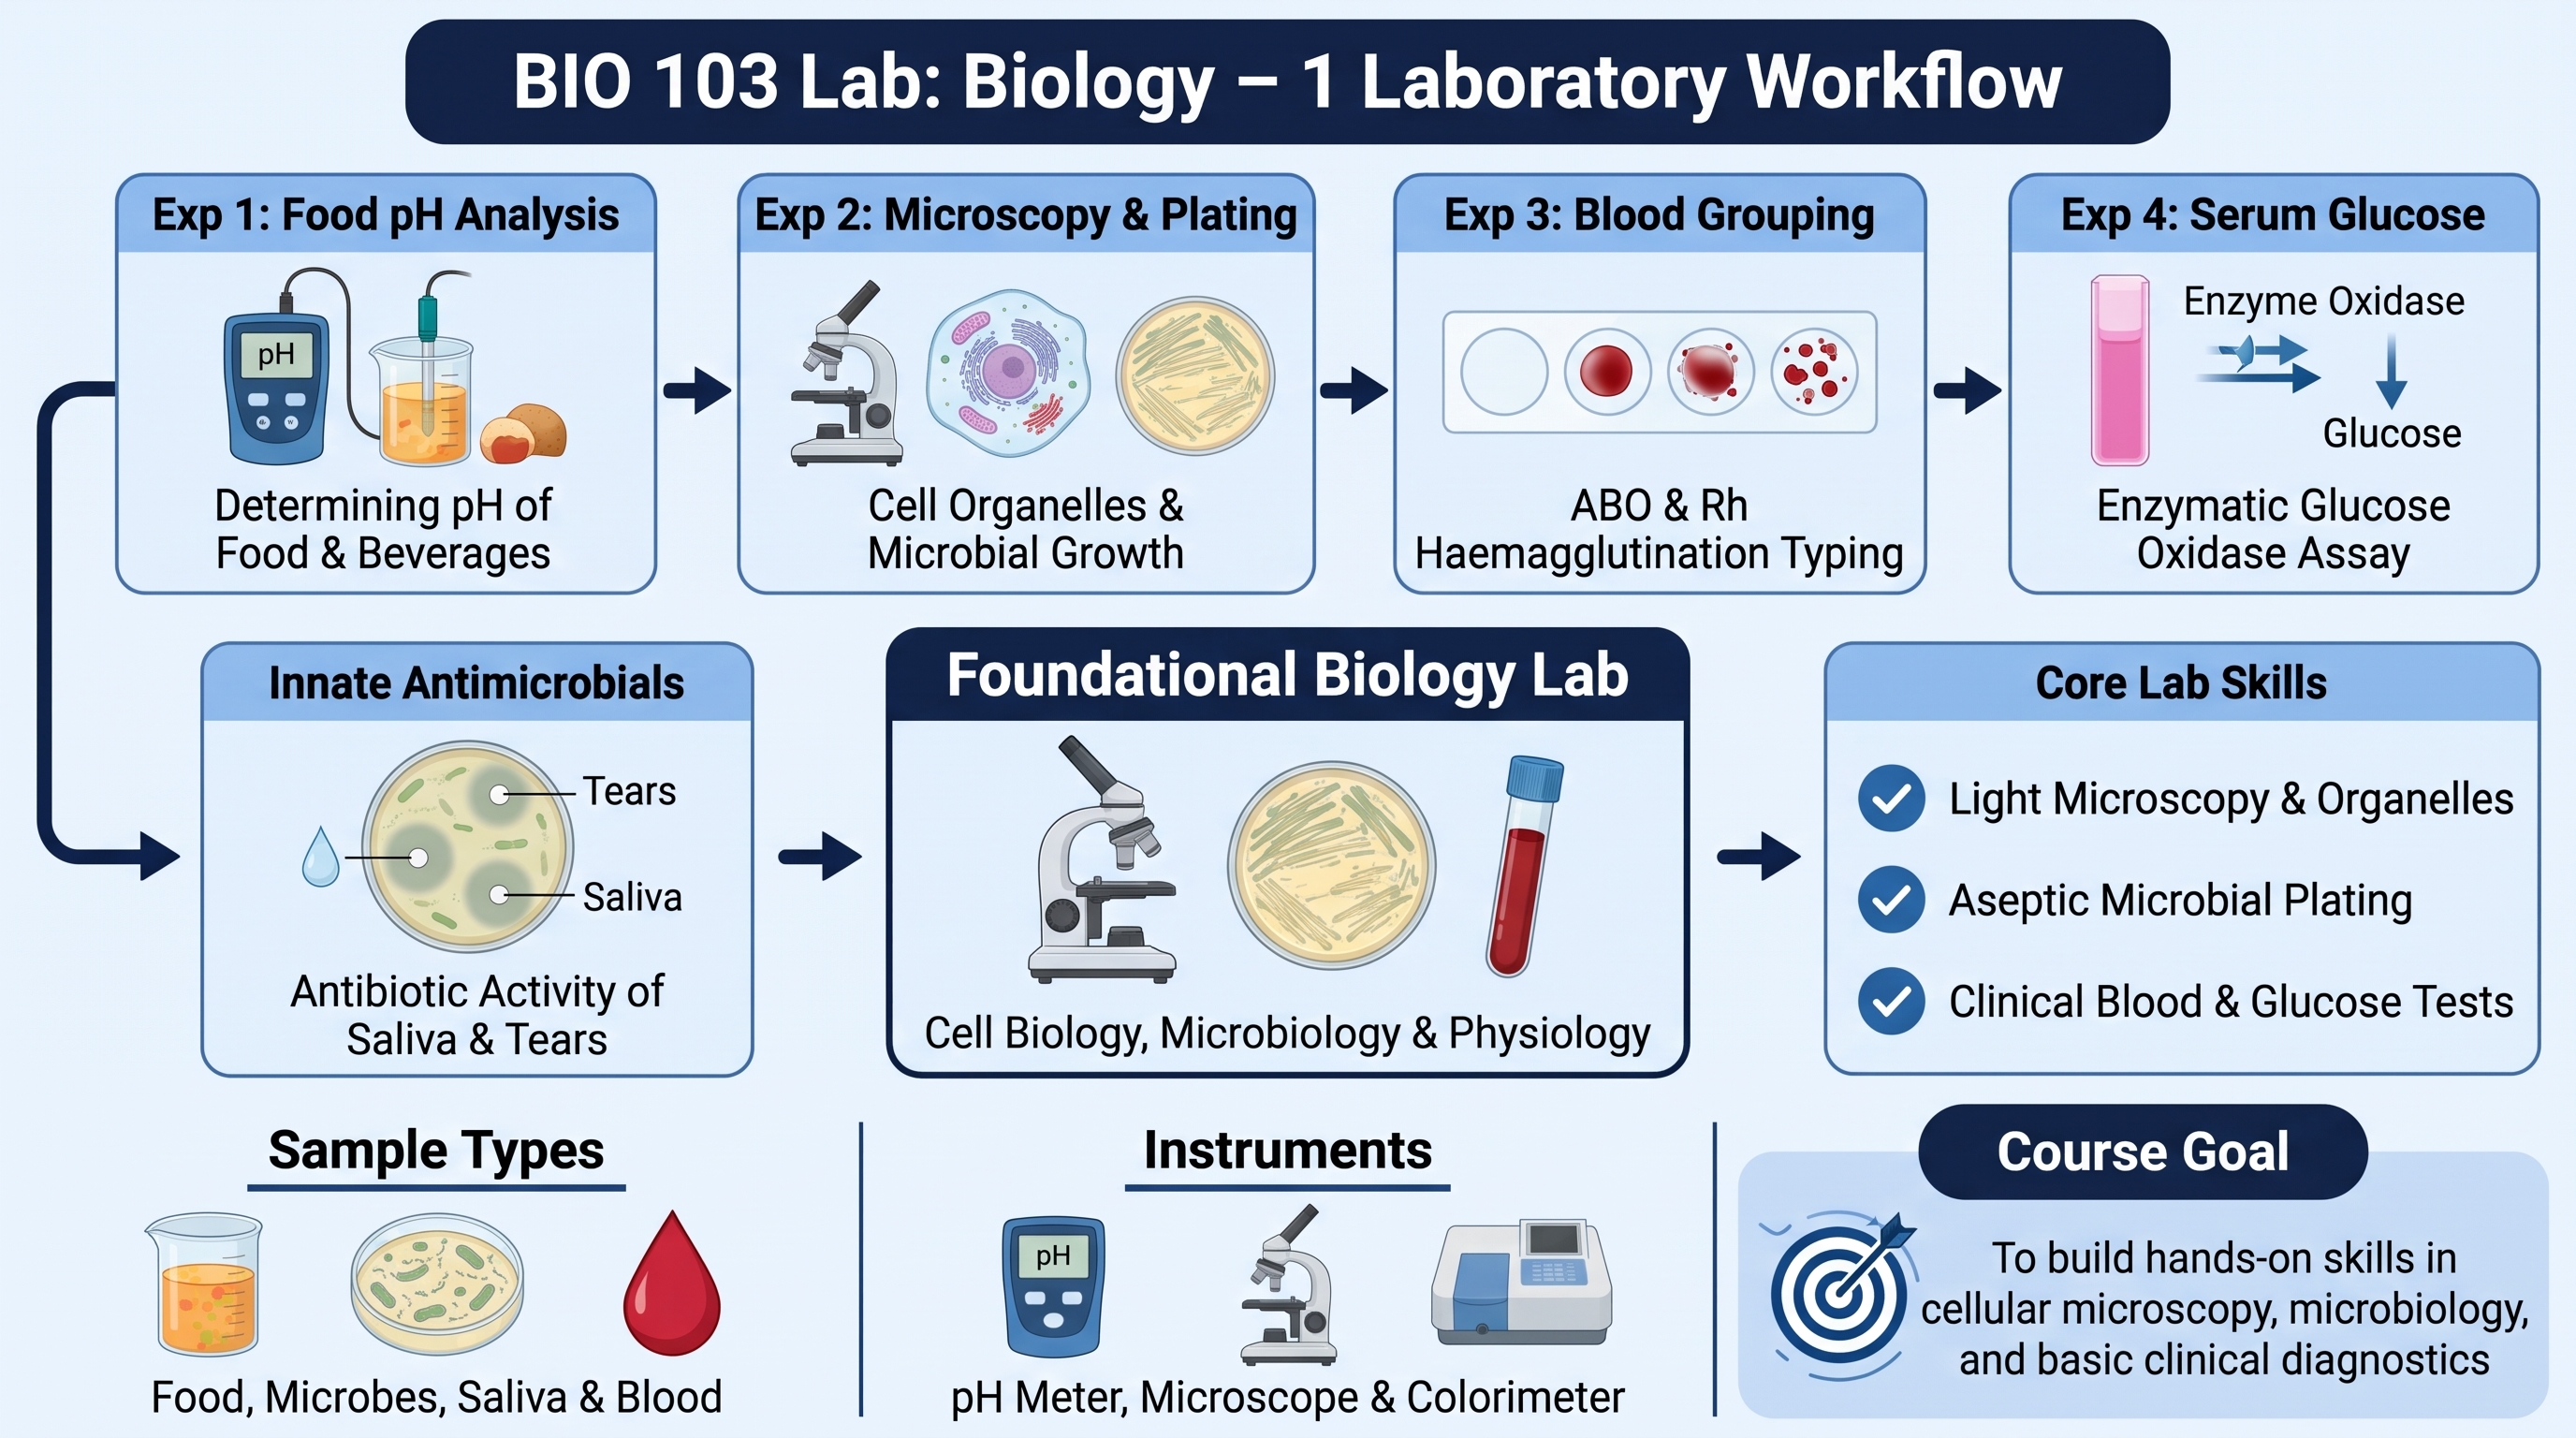 BIO 103 Lab: Biology – 1 Laboratory Workflow
Exp 1: Food pH Analysis
pH
Determining pH of
Food & Beverages
Exp 2: Microscopy & Plating
Cell Organelles &
Microbial Growth
Exp 3: Blood Grouping
ABO & Rh
Haemagglutination Typing
Exp 4: Serum Glucose
Enzyme Oxidase
Glucose
Enzymatic Glucose
Oxidase Assay
Innate Antimicrobials
Tears
Saliva
Antibiotic Activity of
Saliva & Tears
Foundational Biology Lab
Cell Biology, Microbiology & Physiology
Core Lab Skills
Light Microscopy & Organelles
Aseptic Microbial Plating
Clinical Blood & Glucose Tests
Sample Types
Food, Microbes, Saliva & Blood
Instruments
pH
pH Meter, Microscope & Colorimeter
Course Goal
To build hands-on skills in
cellular microscopy, microbiology,
and basic clinical diagnostics